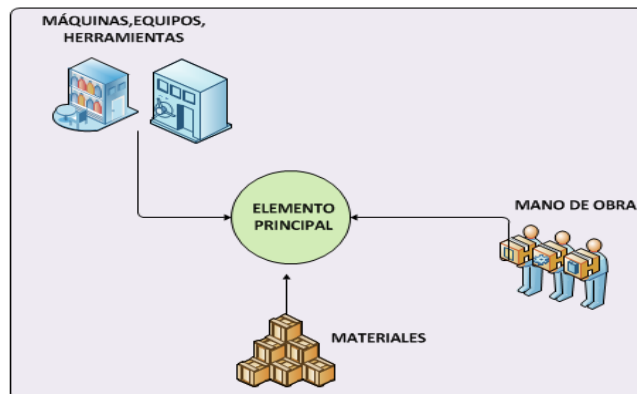 MÁQUINAS,EQUIPOS,
HERRAMIENTAS
ELEMENTO
PRINCIPAL
MANO DE OBRA
MATERIALES